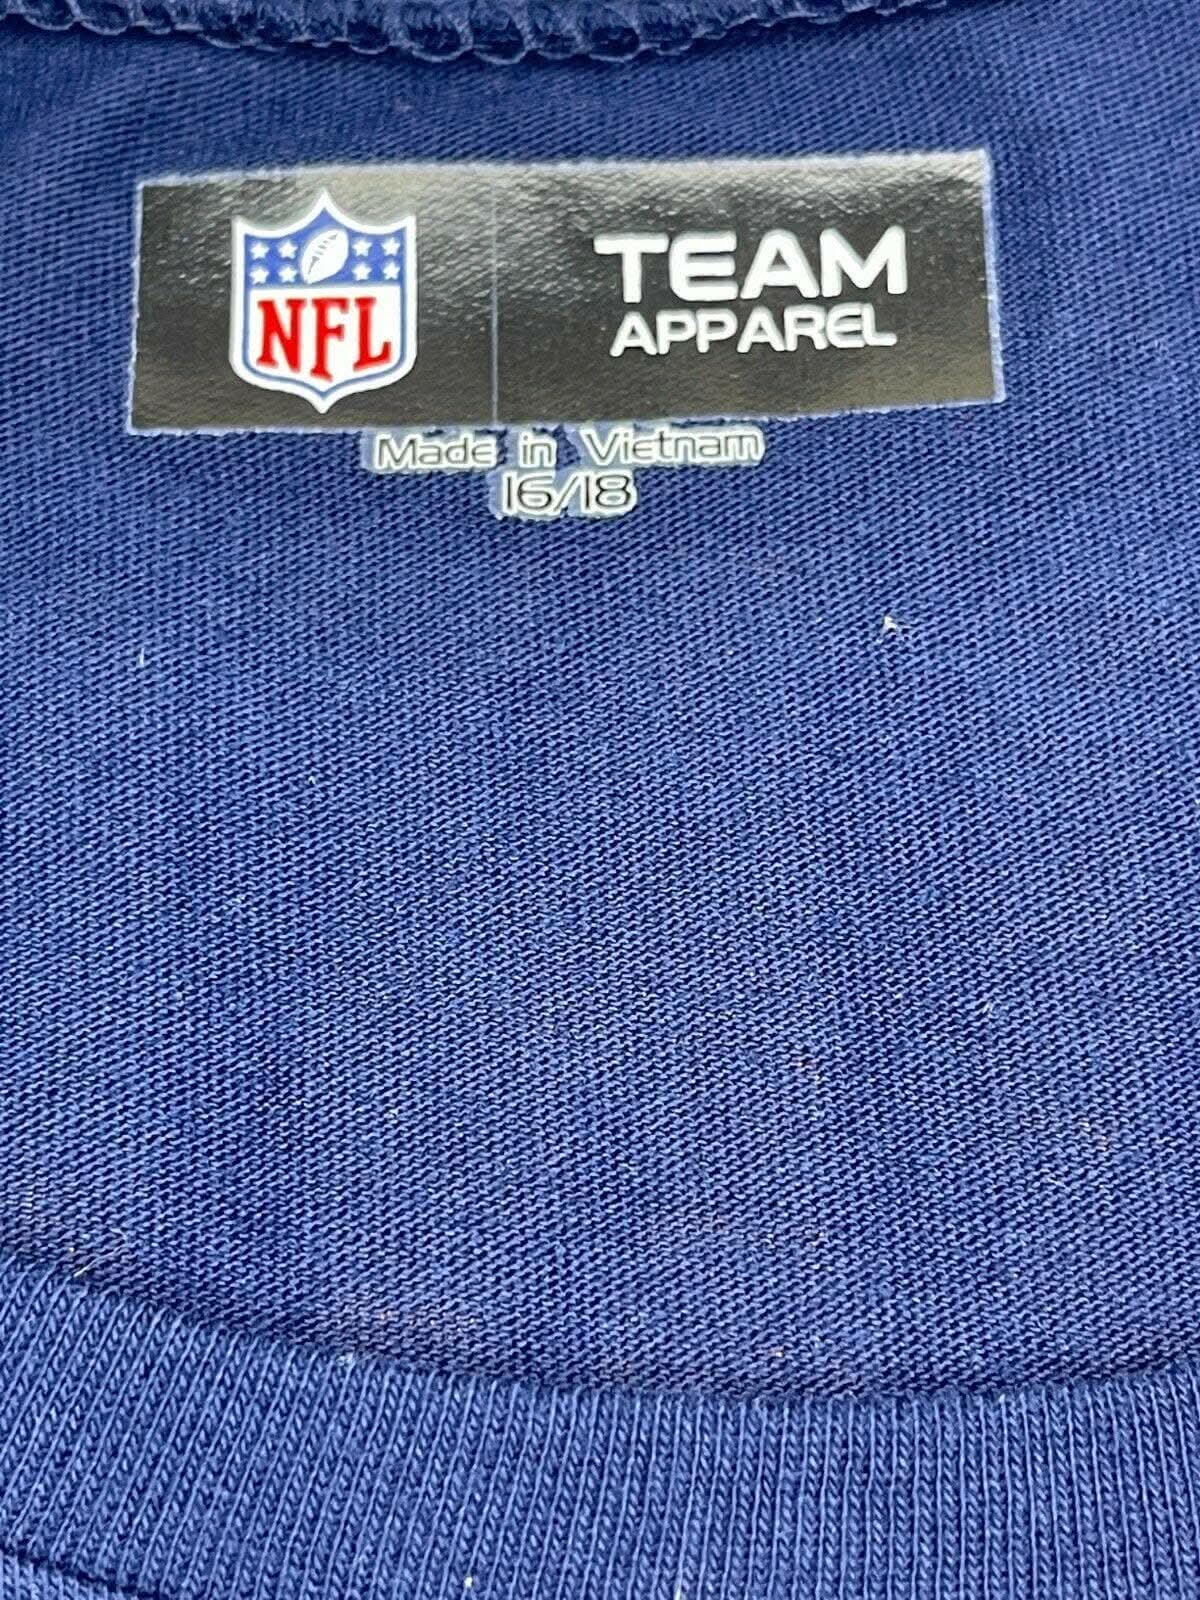 NFL
TEAM
APPAREL
Made in Vietnam
16/18